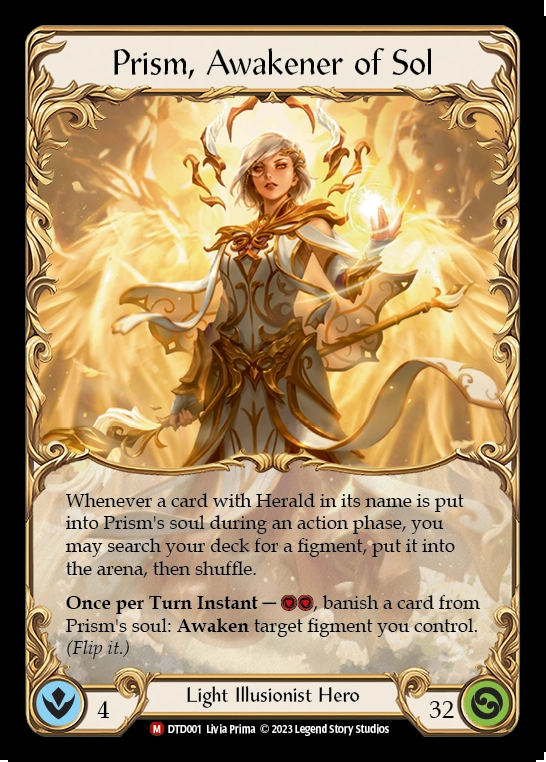 Prism, Awakener of Sol
Whenever a card with Herald in its name is put
into Prism's soul during an action phase, you
may search your deck for a figment, put it into
the arena, then shuffle.
Once per Turn Instant — , banish a card from
Prism's soul: Awaken target figment you control.
(Flip it.)
4
Light Illusionist Hero
32
M DTD001 Livia Prima © 2023 Legend Story Studios